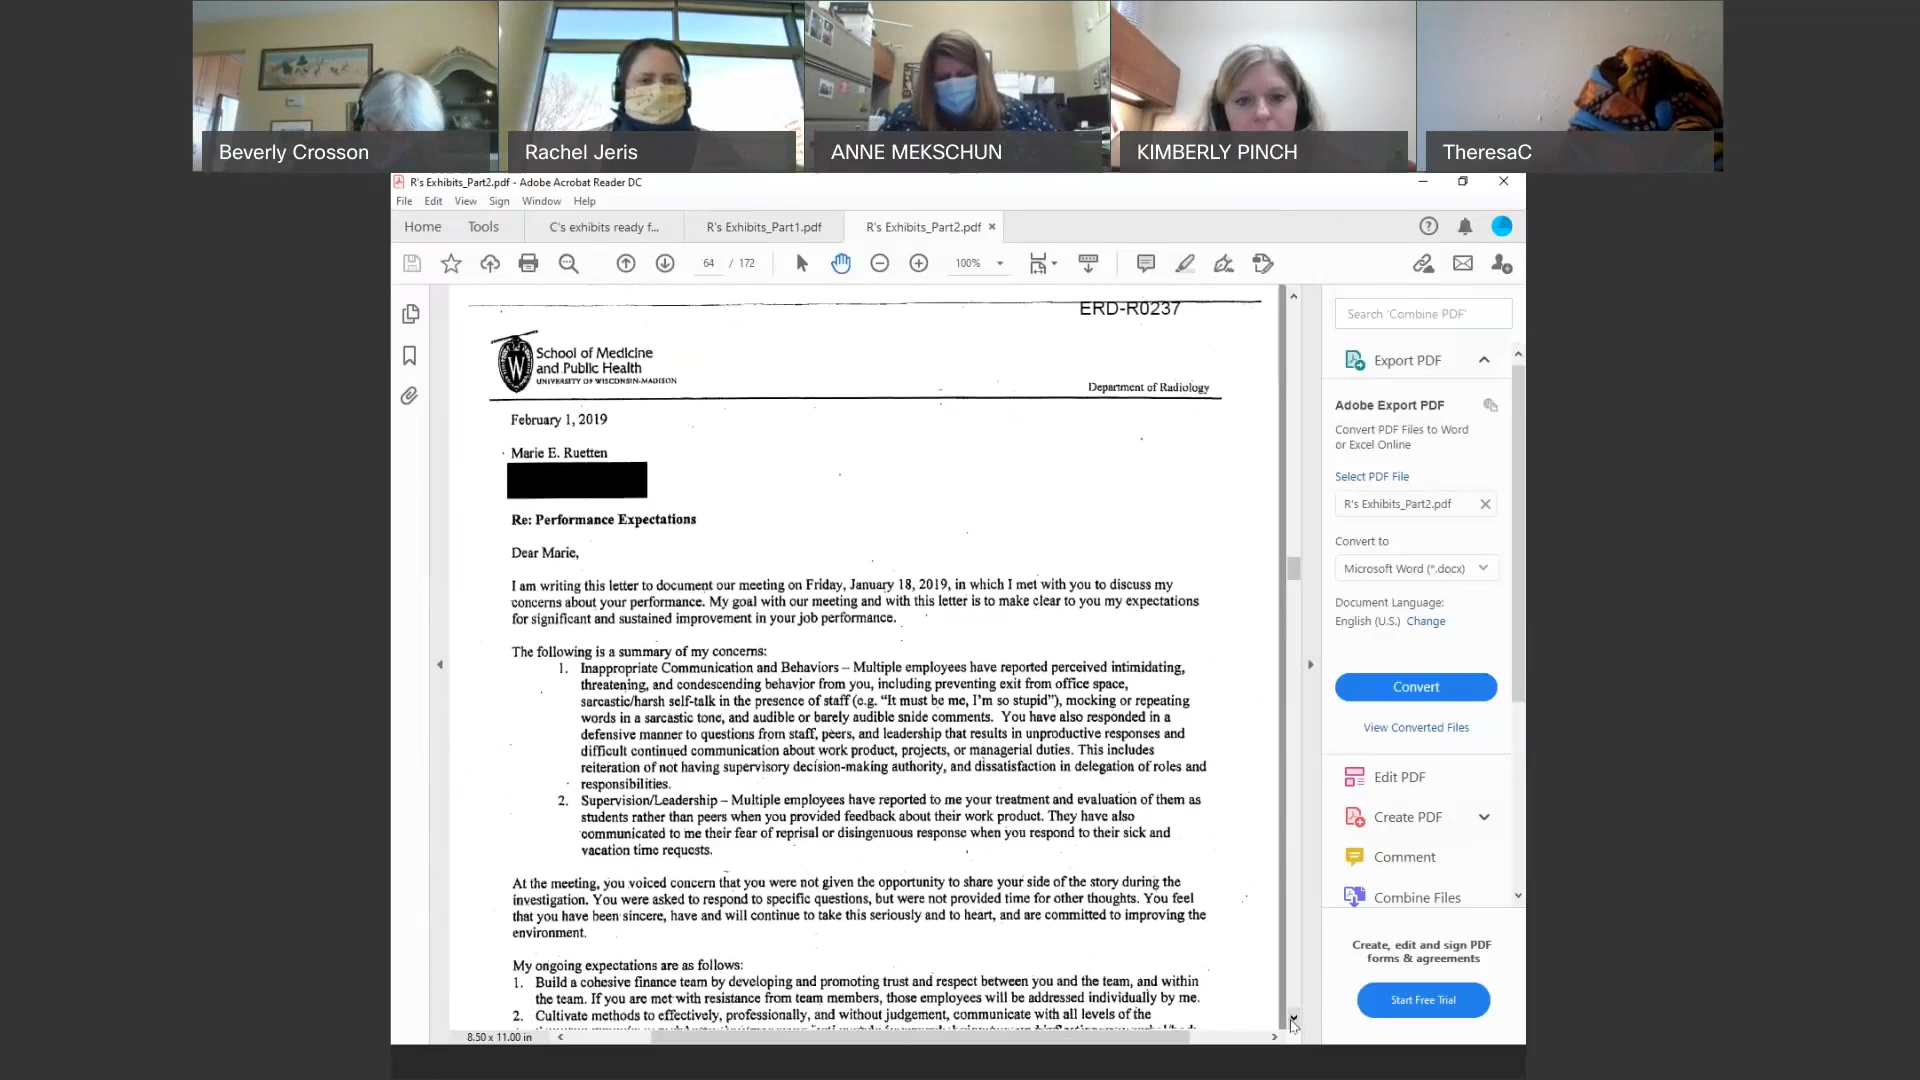 Beverly Crosson
Rachel Jeris
ANNE MEKSCHUN
KIMBERLY PINCH
TheresaC
R's Exhibits_Part2.pdf - Adobe Acrobat Reader DC
File Edit View Sign Window Help
Home Tools C's exhibits ready f... R's Exhibits_Part1.pdf R's Exhibits_Part2.pdf
64 / 172 100%
ERD-R0237
School of Medicine
and Public Health
UNIVERSITY OF WISCONSIN-MADISON
Department of Radiology
February 1, 2019
Marie E. Ruetten
Re: Performance Expectations
Dear Marie,
I am writing this letter to document our meeting on Friday, January 18, 2019, in which I met with you to discuss my
concerns about your performance. My goal with our meeting and with this letter is to make clear to you my expectations
for significant and sustained improvement in your job performance.
The following is a summary of my concerns:
1. Inappropriate Communication and Behaviors – Multiple employees have reported perceived intimidating,
threatening, and condescending behavior from you, including preventing exit from office space,
sarcastic/harsh self-talk in the presence of staff (e.g. “It must be me, I’m so stupid”), mocking or repeating
words in a sarcastic tone, and audible or barely audible snide comments. You have also responded in a
defensive manner to questions from staff, peers, and leadership that results in unproductive responses and
difficult continued communication about work product, projects, or managerial duties. This includes
reiteration of not having supervisory decision-making authority, and dissatisfaction in delegation of roles and
responsibilities.
2. Supervision/Leadership – Multiple employees have reported to me your treatment and evaluation of them as
students rather than peers when you provided feedback about their work product. They have also
communicated to me their fear of reprisal or disingenuous response when you respond to their sick and
vacation time requests.
At the meeting, you voiced concern that you were not given the opportunity to share your side of the story during the
investigation. You were asked to respond to specific questions, but were not provided time for other thoughts. You feel
that you have been sincere, have and will continue to take this seriously and to heart, and are committed to improving the
environment.
My ongoing expectations are as follows:
1. Build a cohesive finance team by developing and promoting trust and respect between you and the team, and within
the team. If you are met with resistance from team members, those employees will be addressed individually by me.
2. Cultivate methods to effectively, professionally, and without judgement, communicate with all levels of the
8.50 x 11.00 in
Search 'Combine PDF'
Export PDF
Adobe Export PDF
Convert PDF Files to Word
or Excel Online
Select PDF File
R's Exhibits_Part2.pdf
Convert to
Microsoft Word (*.docx)
Document Language:
English (U.S.) Change
Convert
View Converted Files
Edit PDF
Create PDF
Comment
Combine Files
Create, edit and sign PDF
forms & agreements
Start Free Trial